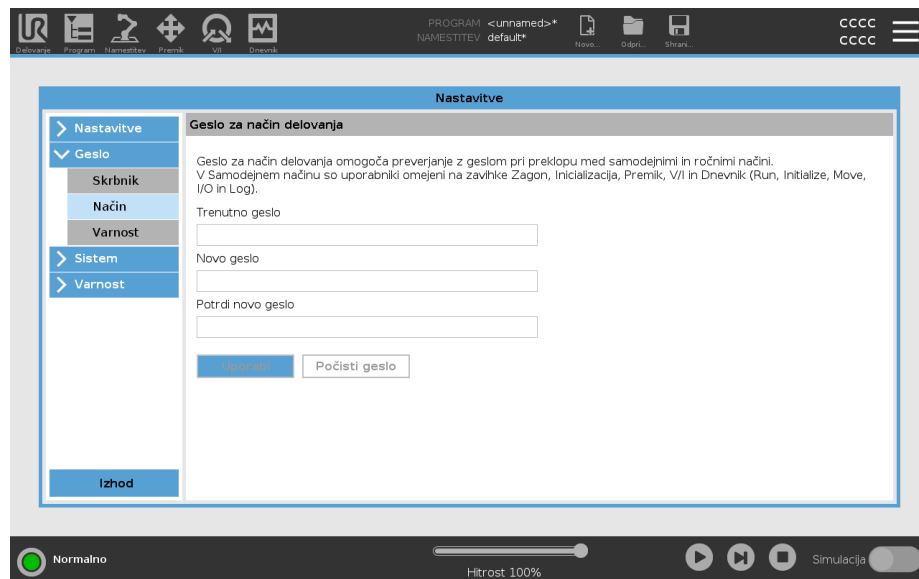 PROGRAM <unnamed>*
NAMESTITEV default*
CCCC
CCCC
Delovanje Program Namestitev Premik V/I Dnevnik Novo... Odpri... Shrani...
Nastavitve
Nastavitve
Geslo
Skrbnik
Način
Varnost
Sistem
Varnost
Izhod
Geslo za način delovanja
Geslo za način delovanja omogoča preverjanje z geslom pri preklopu med samodejnimi in ročnimi načini.
V Samodejnem načinu so uporabniki omejeni na zavihke Zagon, Inicializacija, Premik, V/I in Dnevnik (Run, Initialize, Move,
I/O in Log).
Trenutno geslo
Novo geslo
Potrdi novo geslo
Uporabi Počisti geslo
Normalno
Hitrost 100%
Simulacija